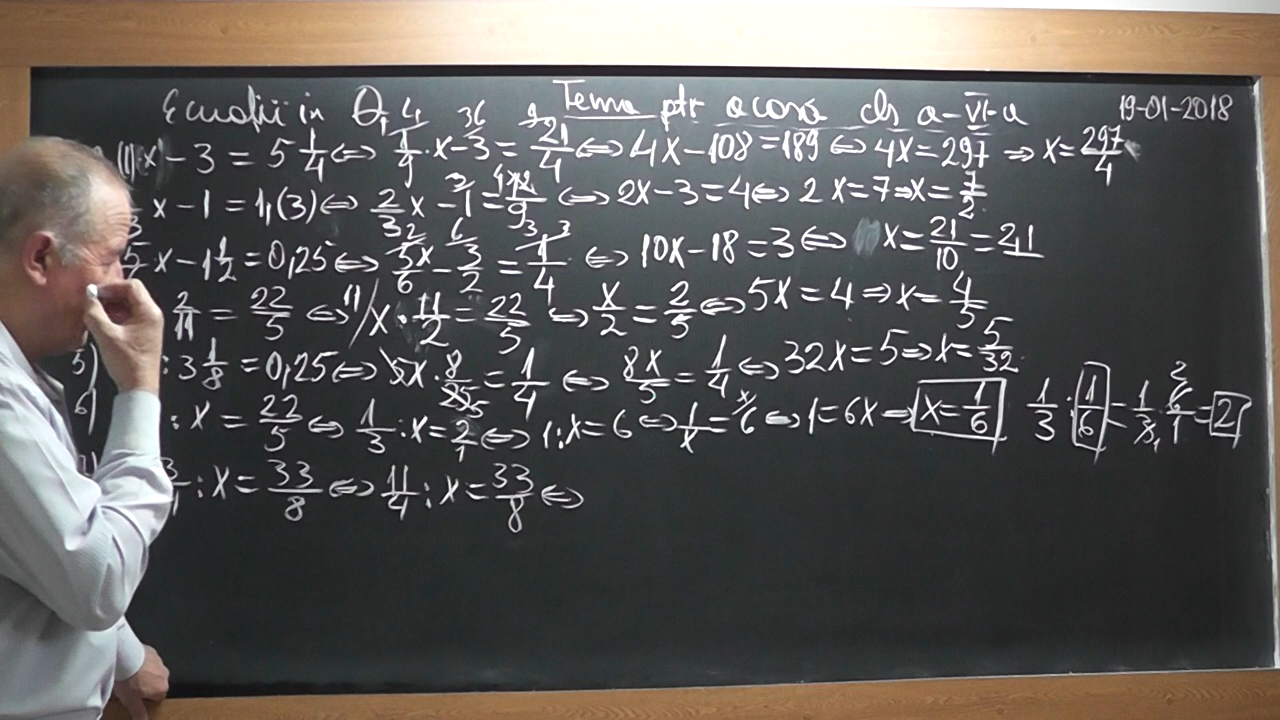 Ecuații in Q₊ Tema ptr acasă cls a-VI-a 19-01-2018
(1)·x - 3 = 5 1/4 ⇔ 1/9·x - 3 = 21/4 ⇔ 4x - 108 = 189 ⇔ 4x = 297 ⇒ x = 297/4
x - 1 = 1,(3) ⇔ 2/3 x - 1 = 12/9 ⇔ 2x - 3 = 4 ⇔ 2x = 7 ⇒ x = 7/2
x - 1 1/2 = 0,25 ⇔ 5x/6 - 3/2 = 1/4 ⇔ 10x - 18 = 3 ⇔ x = 21/10 = 2,1
2/11 = 22/5 ⇔ x · 11/2 = 22/5 ⇔ x/2 = 2/5 ⇔ 5x = 4 ⇒ x = 4/5
5) : 3 1/8 = 0,25 ⇔ 5x · 8/25 = 1/4 ⇔ 8x/5 = 1/4 ⇔ 32x = 5 ⇒ x = 5/32
6) : x = 22/5 ⇔ 1/3 : x = 2/1 ⇔ 1 : x = 6 ⇔ 1/x = 6 ⇔ 1 = 6x ⇒ x = 1/6 1/3 : 1/6 = 1/3 · 6/1 = 2
: x = 33/8 ⇔ 11/4 : x = 33/8 ⇔